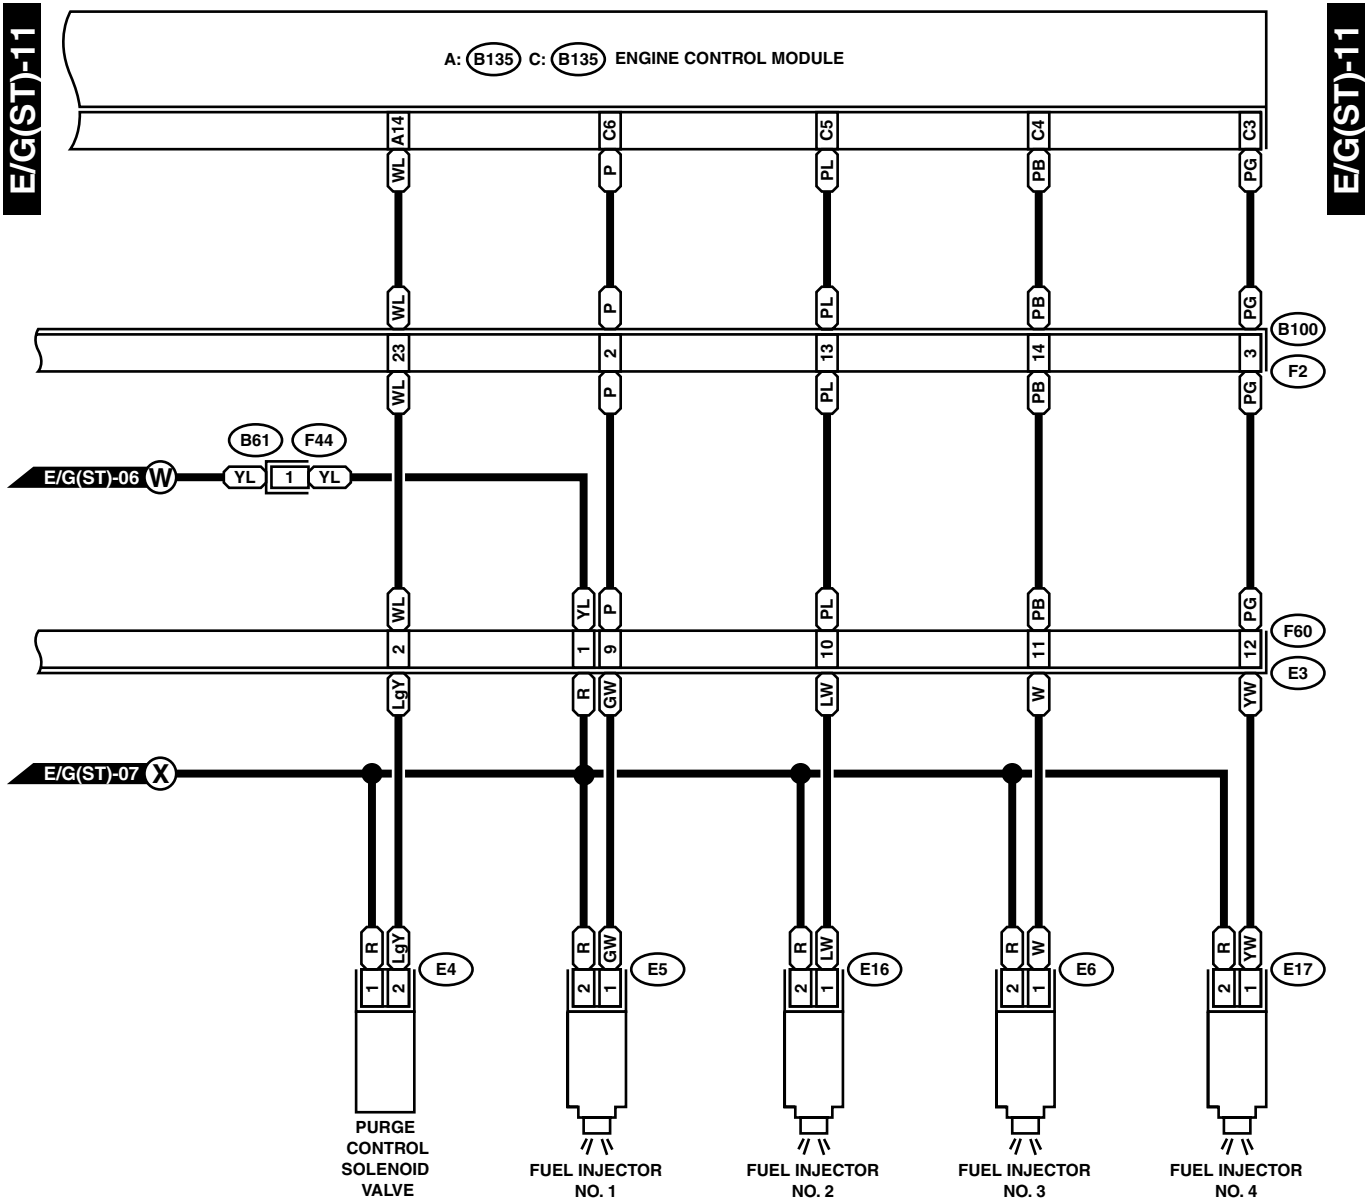 E/G(ST)-11
E/G(ST)-11
A: B135 C: B135 ENGINE CONTROL MODULE
A14 C6 C5 C4 C3
WL P PL PB PG
WL P PL PB PG
B100
23 2 13 14 3
F2
WL P PL PB PG
B61 F44
E/G(ST)-06 W YL 1 YL
WL YL P PL PB PG
F60
2 1 9 10 11 12
E3
LgY R GW LW W YW
E/G(ST)-07 X
R LgY R GW R LW R W R YW
E4 E5 E16 E6 E17
1 2 2 1 2 1 2 1 2 1
PURGE
CONTROL
SOLENOID
VALVE
FUEL INJECTOR
NO. 1
FUEL INJECTOR
NO. 2
FUEL INJECTOR
NO. 3
FUEL INJECTOR
NO. 4